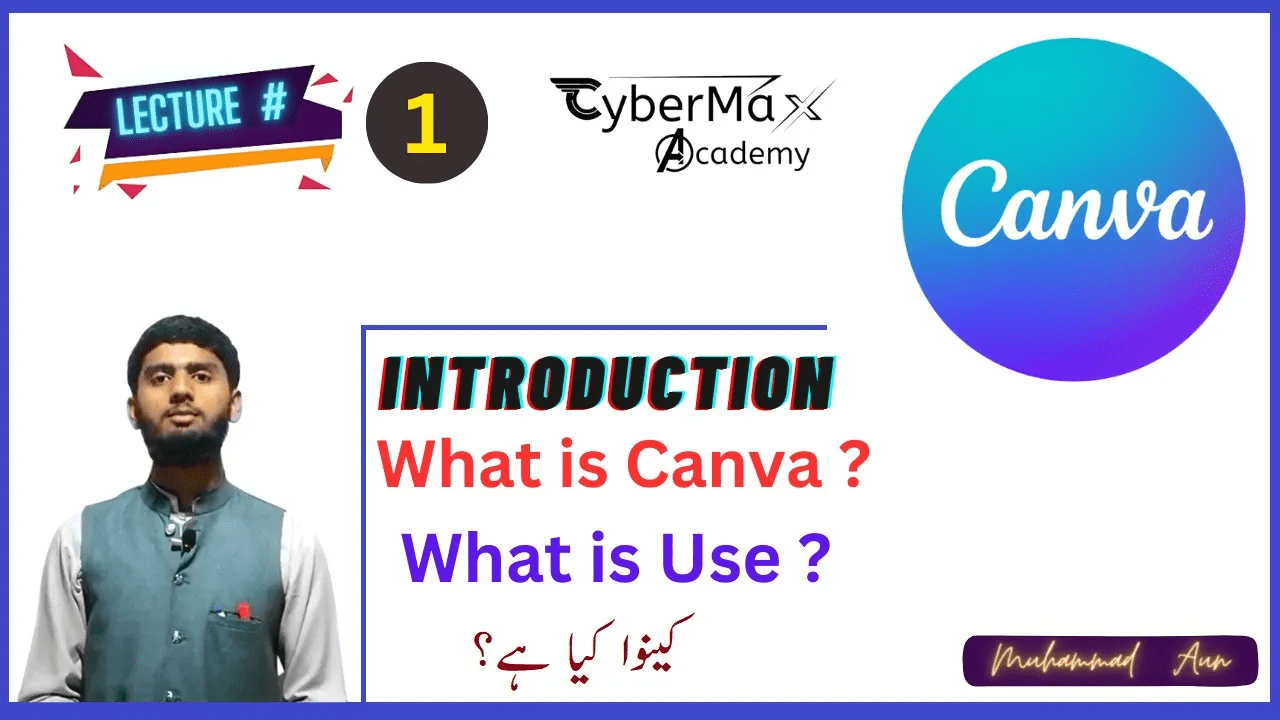 LECTURE #
1
CyberMax
Academy
Canva
INTRODUCTION
What is Canva ?
What is Use ?
کینوا کیا ہے؟
Muhammad Aun